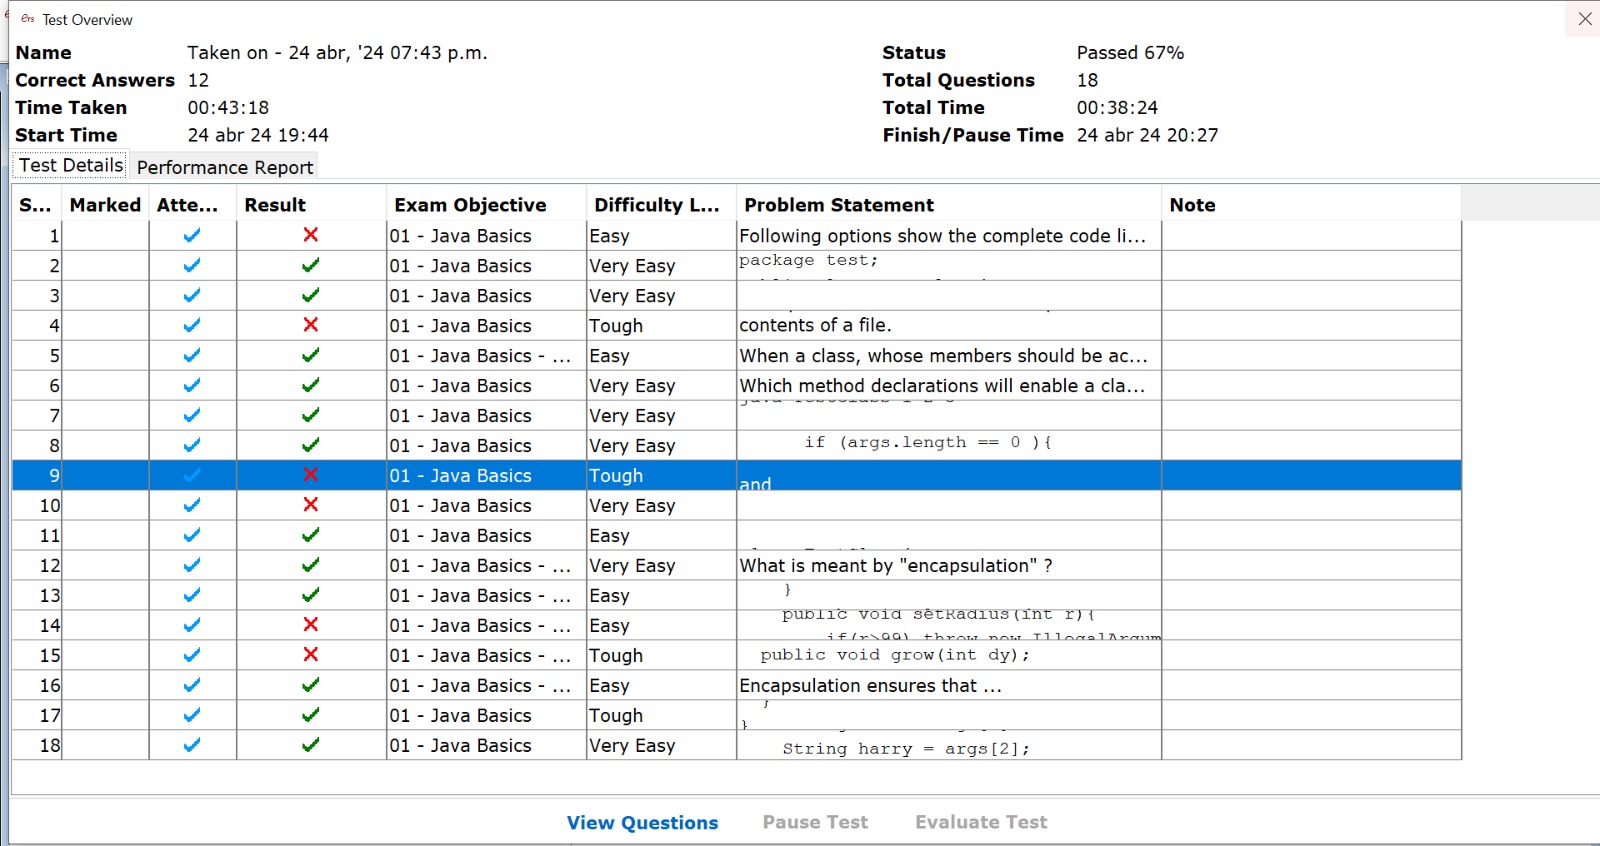 ets Test Overview
Name Taken on - 24 abr, '24 07:43 p.m. Status Passed 67%
Correct Answers 12 Total Questions 18
Time Taken 00:43:18 Total Time 00:38:24
Start Time 24 abr 24 19:44 Finish/Pause Time 24 abr 24 20:27
Test Details Performance Report
S... Marked Atte... Result Exam Objective Difficulty L... Problem Statement Note
1 01 - Java Basics Easy Following options show the complete code li...
2 01 - Java Basics Very Easy package test;
3 01 - Java Basics Very Easy
4 01 - Java Basics Tough contents of a file.
5 01 - Java Basics - ... Easy When a class, whose members should be ac...
6 01 - Java Basics Very Easy Which method declarations will enable a cla...
7 01 - Java Basics Very Easy
8 01 - Java Basics Very Easy if (args.length == 0 ){
9 01 - Java Basics Tough and
10 01 - Java Basics Very Easy
11 01 - Java Basics Easy
12 01 - Java Basics - ... Very Easy What is meant by "encapsulation" ?
13 01 - Java Basics - ... Easy }
14 01 - Java Basics - ... Easy public void setRadius(int r){
if(r>99) throw new IllegalArgum
15 01 - Java Basics - ... Tough public void grow(int dy);
16 01 - Java Basics - ... Easy Encapsulation ensures that ...
17 01 - Java Basics Tough }
}
18 01 - Java Basics Very Easy String harry = args[2];
View Questions Pause Test Evaluate Test